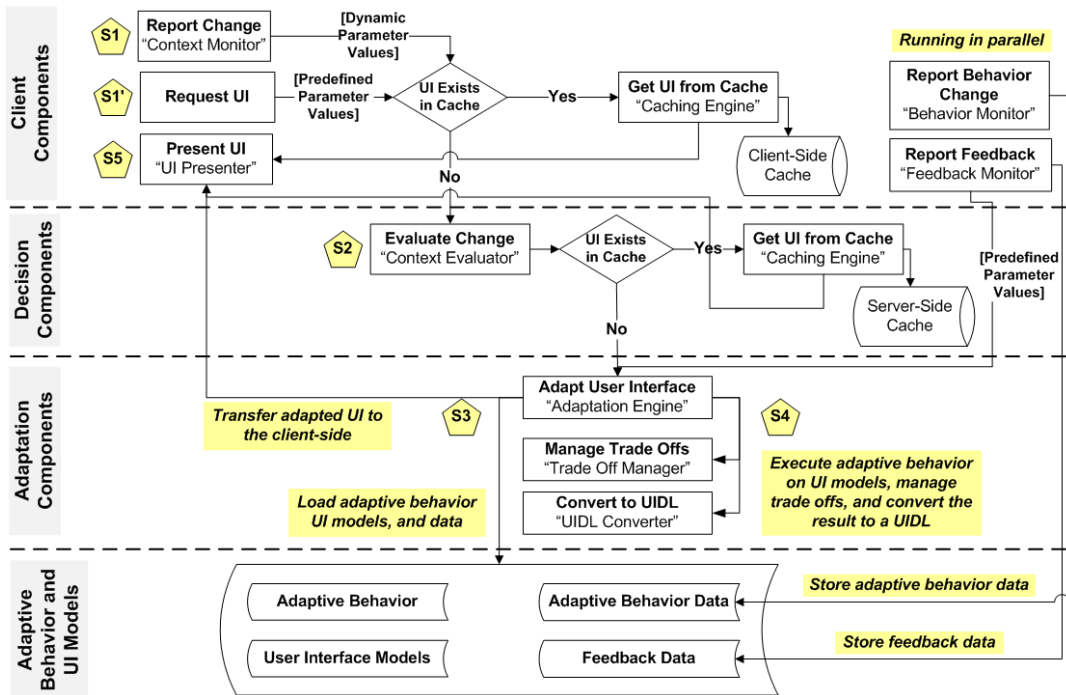 Client
Components
S1
Report Change
“Context Monitor”
[Dynamic
Parameter
Values]
S1'
Request UI
[Predefined
Parameter
Values]
UI Exists
in Cache
Yes
Get UI from Cache
“Caching Engine”
Client-Side
Cache
Running in parallel
Report Behavior
Change
“Behavior Monitor”
S5
Present UI
“UI Presenter”
Report Feedback
“Feedback Monitor”
No
Decision
Components
S2
Evaluate Change
“Context Evaluator”
UI Exists
in Cache
Yes
Get UI from Cache
“Caching Engine”
Server-Side
Cache
[Predefined
Parameter
Values]
No
Adaptation
Components
Transfer adapted UI to
the client-side
S3
Adapt User Interface
“Adaptation Engine”
S4
Manage Trade Offs
“Trade Off Manager”
Convert to UIDL
“UIDL Converter”
Load adaptive behavior
UI models, and data
Execute adaptive behavior
on UI models, manage
trade offs, and convert the
result to a UIDL
Adaptive
Behavior and
UI Models
Adaptive Behavior
Adaptive Behavior Data
Store adaptive behavior data
User Interface Models
Feedback Data
Store feedback data